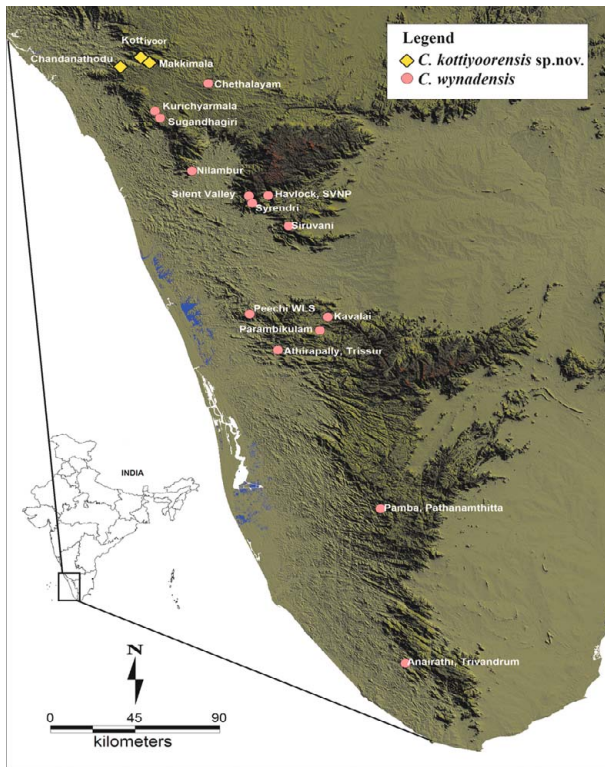 Legend
C. kottiyoorensis sp.nov.
C. wynadensis
Kottiyoor
Chandanathodu
Makkimala
Chethalayam
Kurichyarmala
Sugandhagiri
Nilambur
Silent Valley
Havlock, SVNP
Syrendri
Siruvani
Peechi WLS
Kavalai
Parambikulam
Athirapally, Trissur
INDIA
Pamba, Pathanamthitta
N
Anairathi, Trivandrum
0 45 90
kilometers